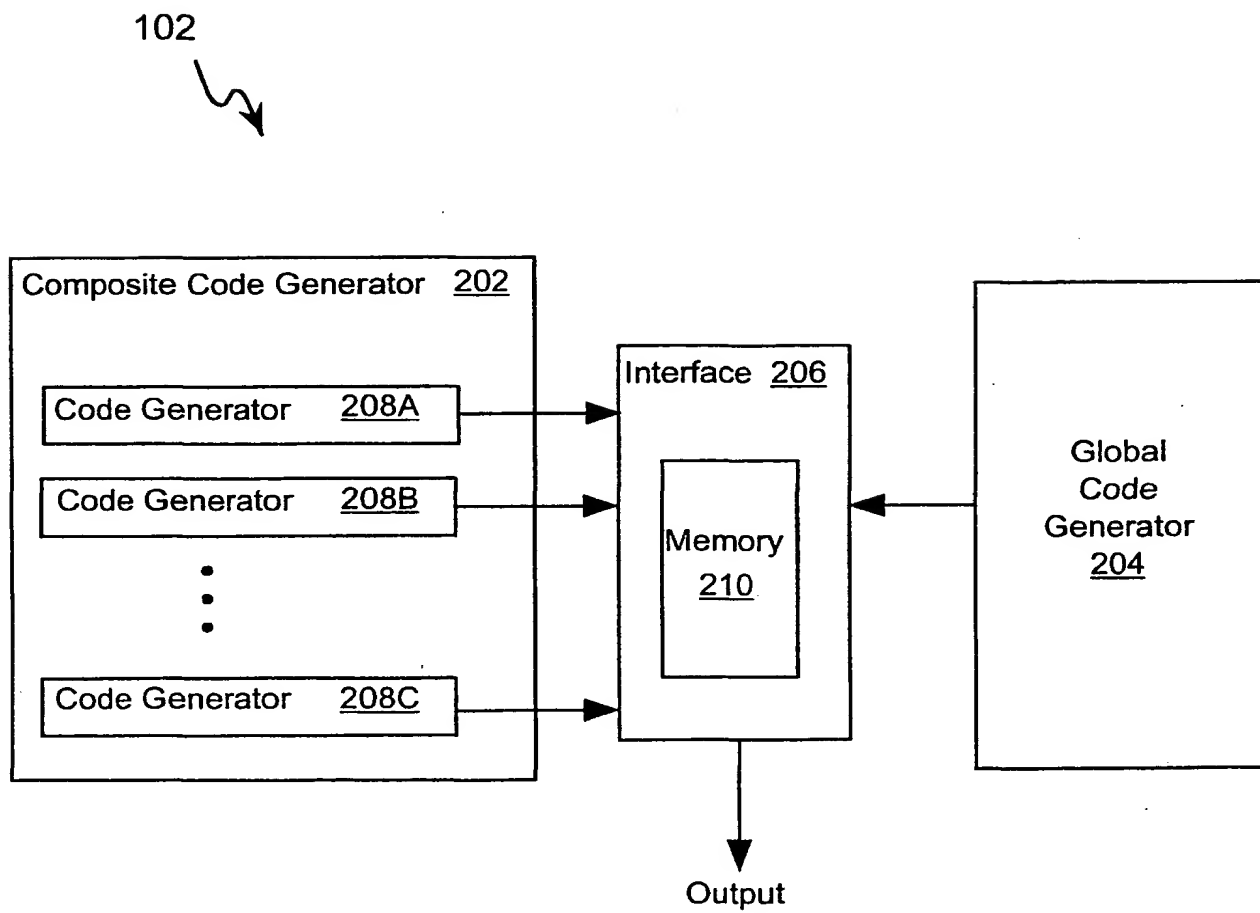 102
Composite Code Generator 202
Code Generator 208A
Code Generator 208B
Code Generator 208C
Interface 206
Memory
210
Global
Code
Generator
204
Output